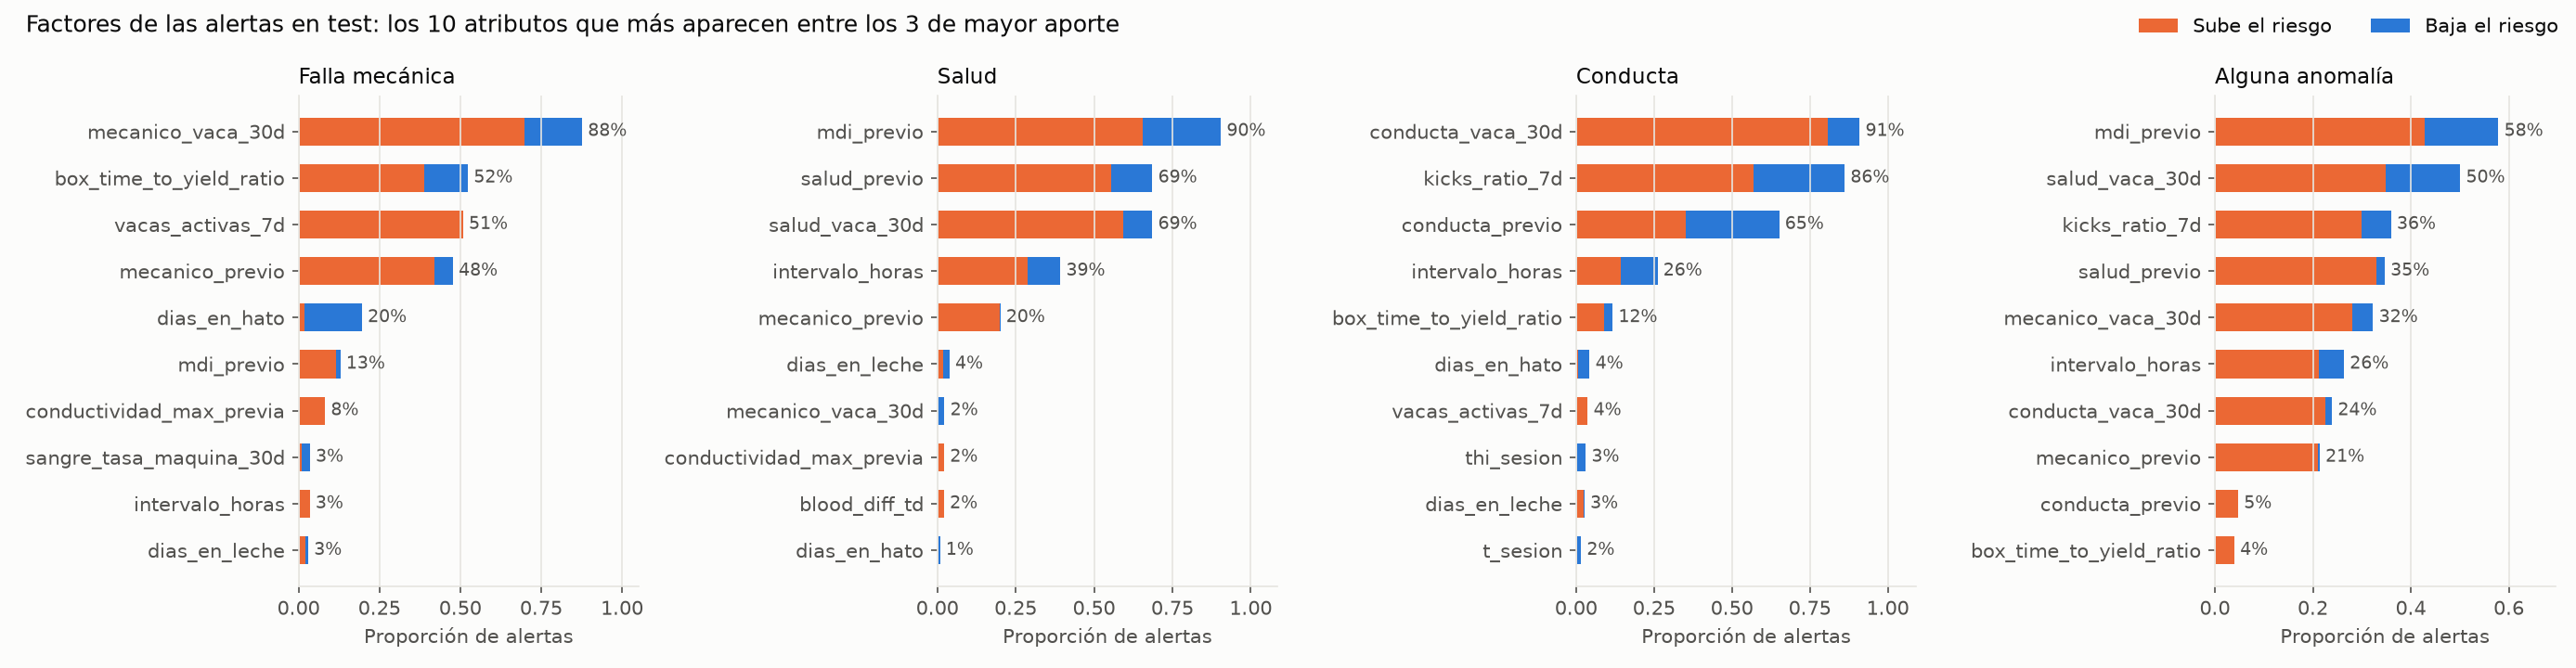 Factores de las alertas en test: los 10 atributos que más aparecen entre los 3 de mayor aporte
Sube el riesgo
Baja el riesgo
Falla mecánica
mecanico_vaca_30d
88%
box_time_to_yield_ratio
52%
vacas_activas_7d
51%
mecanico_previo
48%
dias_en_hato
20%
mdi_previo
13%
conductividad_max_previa
8%
sangre_tasa_maquina_30d
3%
intervalo_horas
3%
dias_en_leche
3%
0.00 0.25 0.50 0.75 1.00
Proporción de alertas
Salud
mdi_previo
90%
salud_previo
69%
salud_vaca_30d
69%
intervalo_horas
39%
mecanico_previo
20%
dias_en_leche
4%
mecanico_vaca_30d
2%
conductividad_max_previa
2%
blood_diff_td
2%
dias_en_hato
1%
0.00 0.25 0.50 0.75 1.00
Proporción de alertas
Conducta
conducta_vaca_30d
91%
kicks_ratio_7d
86%
conducta_previo
65%
intervalo_horas
26%
box_time_to_yield_ratio
12%
dias_en_hato
4%
vacas_activas_7d
4%
thi_sesion
3%
dias_en_leche
3%
t_sesion
2%
0.00 0.25 0.50 0.75 1.00
Proporción de alertas
Alguna anomalía
mdi_previo
58%
salud_vaca_30d
50%
kicks_ratio_7d
36%
salud_previo
35%
mecanico_vaca_30d
32%
intervalo_horas
26%
conducta_vaca_30d
24%
mecanico_previo
21%
conducta_previo
5%
box_time_to_yield_ratio
4%
0.0 0.2 0.4 0.6
Proporción de alertas